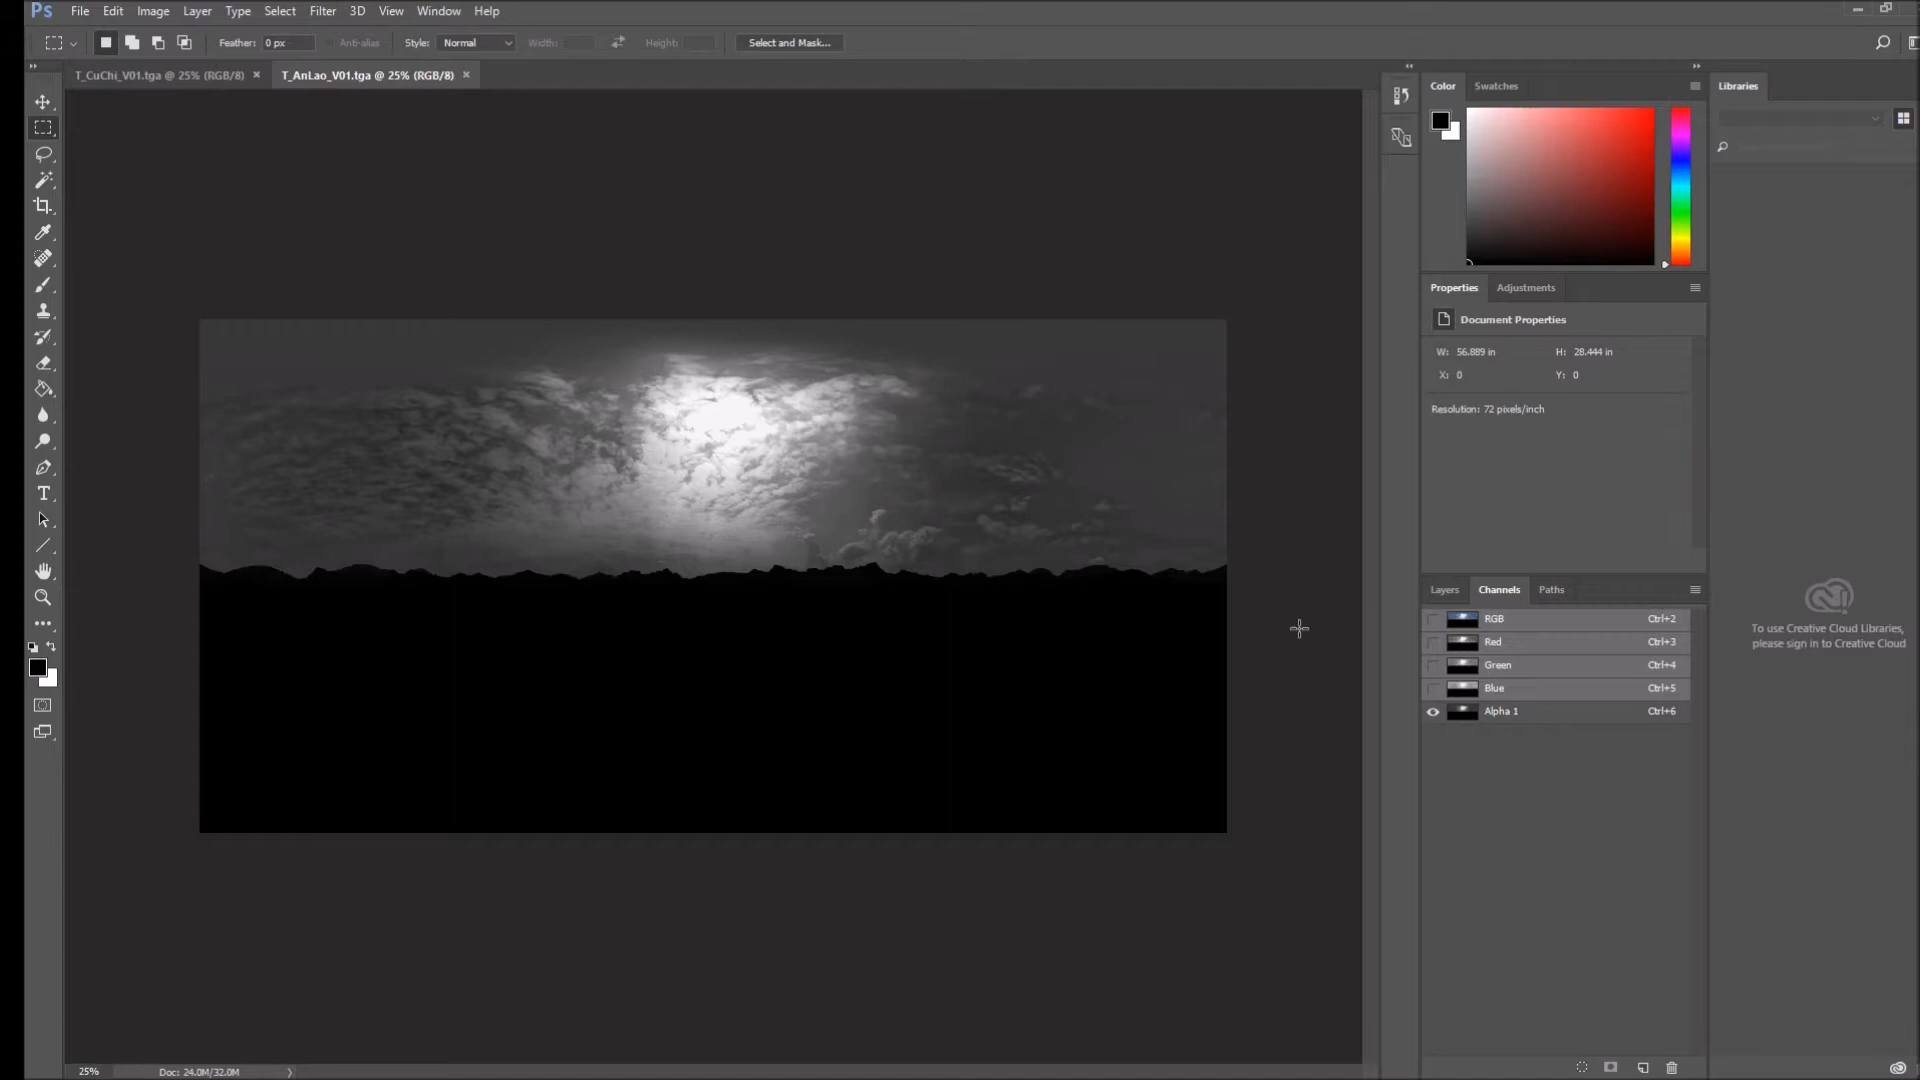 Ps File Edit Image Layer Type Select Filter 3D View Window Help
Feather: 0 px Anti-alias Style: Normal Width: Height: Select and Mask...
T_CuChi_V01.tga @ 25% (RGB/8) × T_AnLao_V01.tga @ 25% (RGB/8) ×
Color Swatches Libraries
Properties Adjustments
Document Properties
W: 56.889 in H: 28.444 in
X: 0 Y: 0
Resolution: 72 pixels/inch
Layers Channels Paths
RGB Ctrl+2
Red Ctrl+3
Green Ctrl+4
Blue Ctrl+5
Alpha 1 Ctrl+6
To use Creative Cloud Libraries,
please sign in to Creative Cloud
25% Doc: 24.0M/32.0M